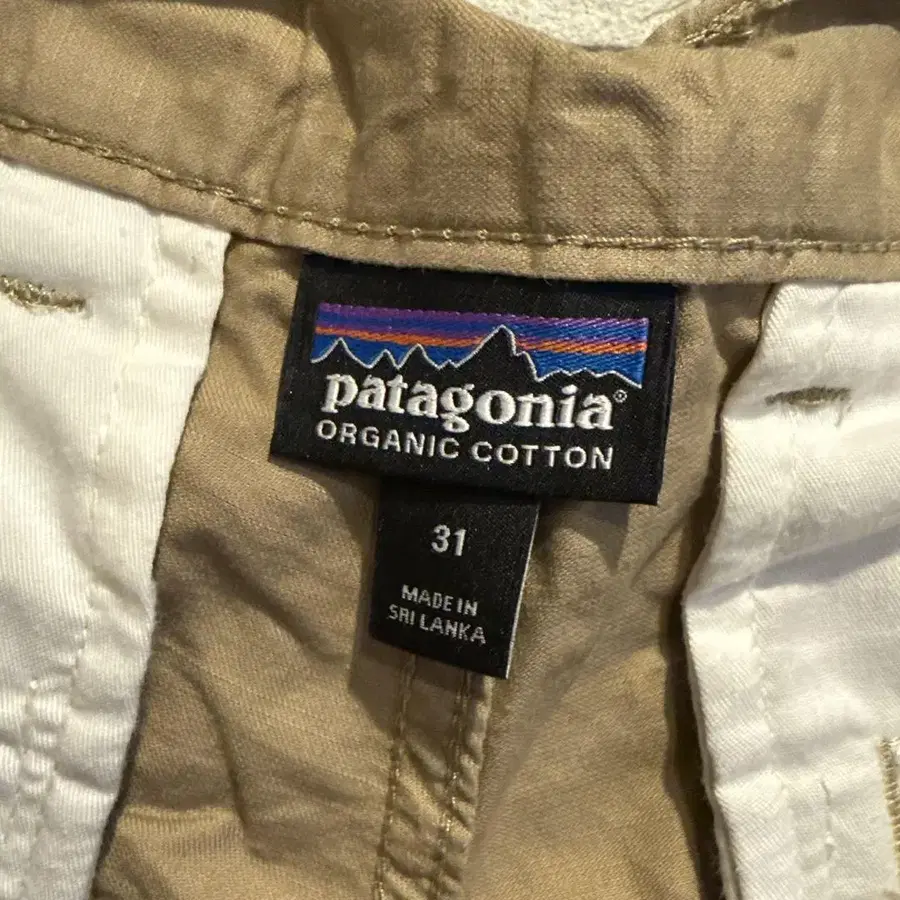 patagonia®
ORGANIC COTTON
31
MADE IN
SRI LANKA